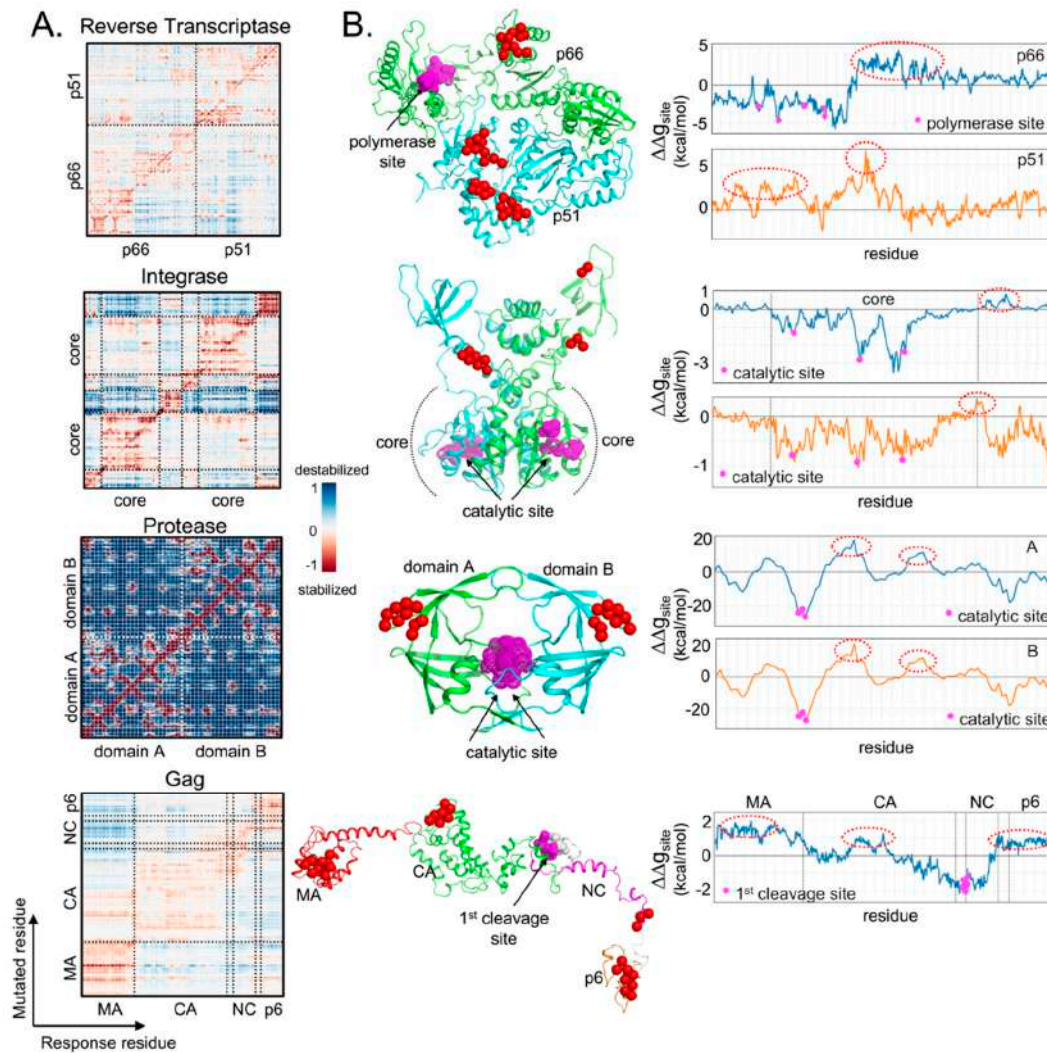 A.
Reverse Transcriptase
p51
p66
p66
p51
Integrase
core
core
core
core
destabilized
1
0
-1
stabilized
Protease
domain B
domain A
domain A
domain B
Gag
p6
NC
CA
MA
MA
CA
NC
p6
Mutated residue
Response residue
B.
p66
polymerase
site
p51
core
core
catalytic site
domain A
domain B
catalytic site
MA
CA
NC
1st cleavage
site
p6
5
0
-5
p66
polymerase site
ΔΔgsite
(kcal/mol)
5
0
p51
residue
1
0
-3
core
catalytic site
ΔΔgsite
(kcal/mol)
0
-1
catalytic site
residue
20
0
-20
A
catalytic site
ΔΔgsite
(kcal/mol)
20
0
-20
B
catalytic site
residue
MA
CA
NC
p6
2
0
-2
ΔΔgsite
(kcal/mol)
1st cleavage site
residue